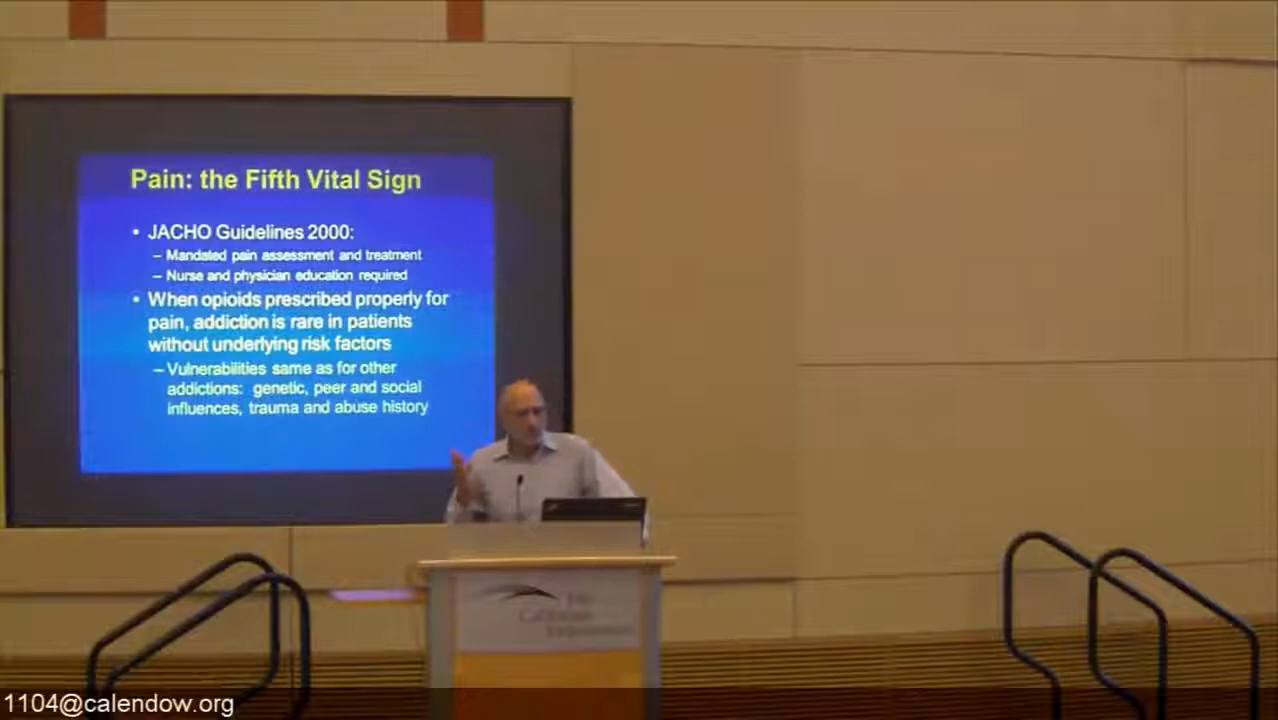 Pain: the Fifth Vital Sign
• JACHO Guidelines 2000:
– Mandated pain assessment and treatment
– Nurse and physician education required
• When opioids prescribed properly for
pain, addiction is rare in patients
without underlying risk factors
– Vulnerabilities same as for other
addictions: genetic, peer and social
influences, trauma and abuse history
The
California
Endowment
1104@calendow.org